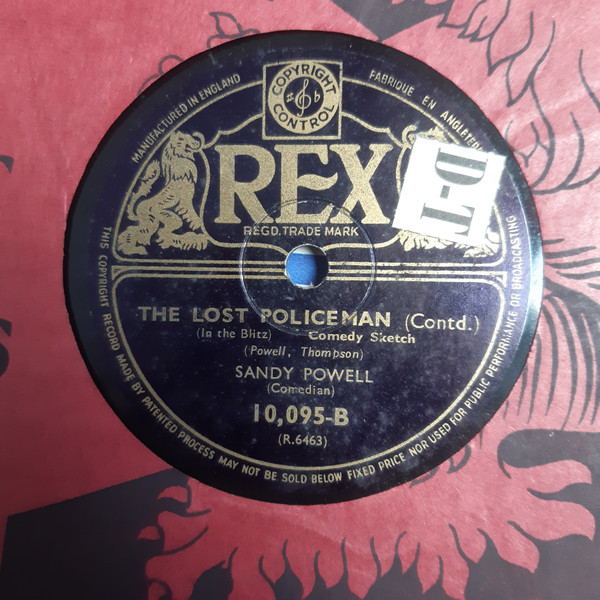 MANUFACTURED IN ENGLAND
COPYRIGHT
CONTROL
FABRIQUE EN ANGLETER
D-T
REX
REGD. TRADE MARK
THE LOST POLICEMAN (Contd.)
(In the Blitz) Comedy Sketch
(Powell, Thompson)
SANDY POWELL
(Comedian)
10,095-B
(R.6463)
THIS COPYRIGHT RECORD MADE BY PATENTED PROCESS MAY NOT BE SOLD BELOW FIXED PRICE NOR USED FOR PUBLIC PERFORMANCE OR BROADCASTING